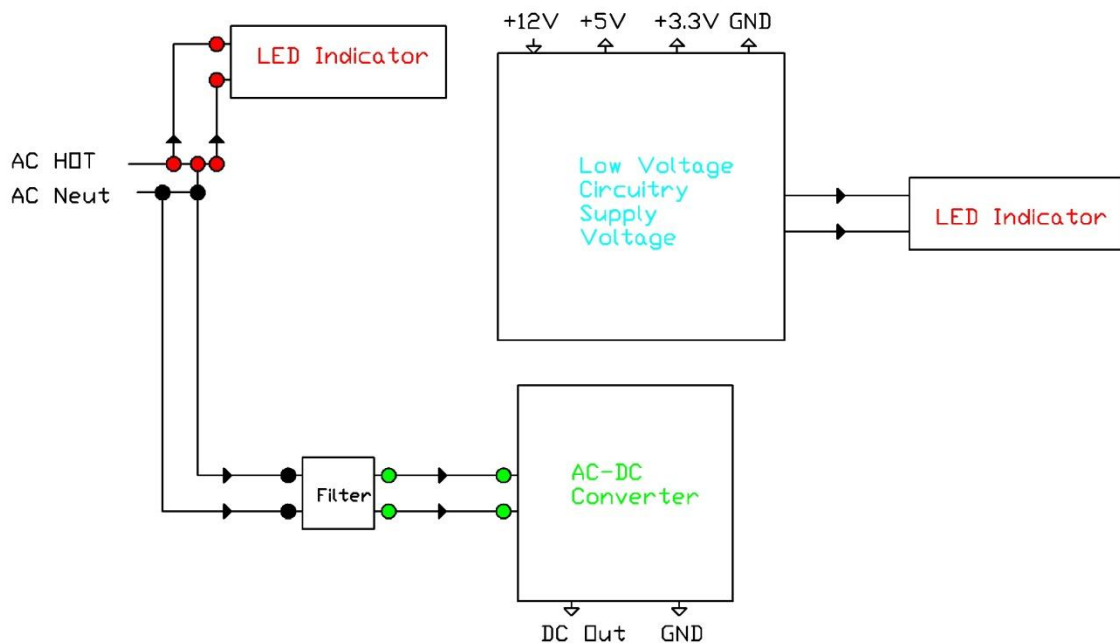 +12V +5V +3.3V GND
LED Indicator
AC HOT
AC Neut
Low Voltage
Circuitry
Supply
Voltage
LED Indicator
Filter
AC-DC
Converter
DC Out GND